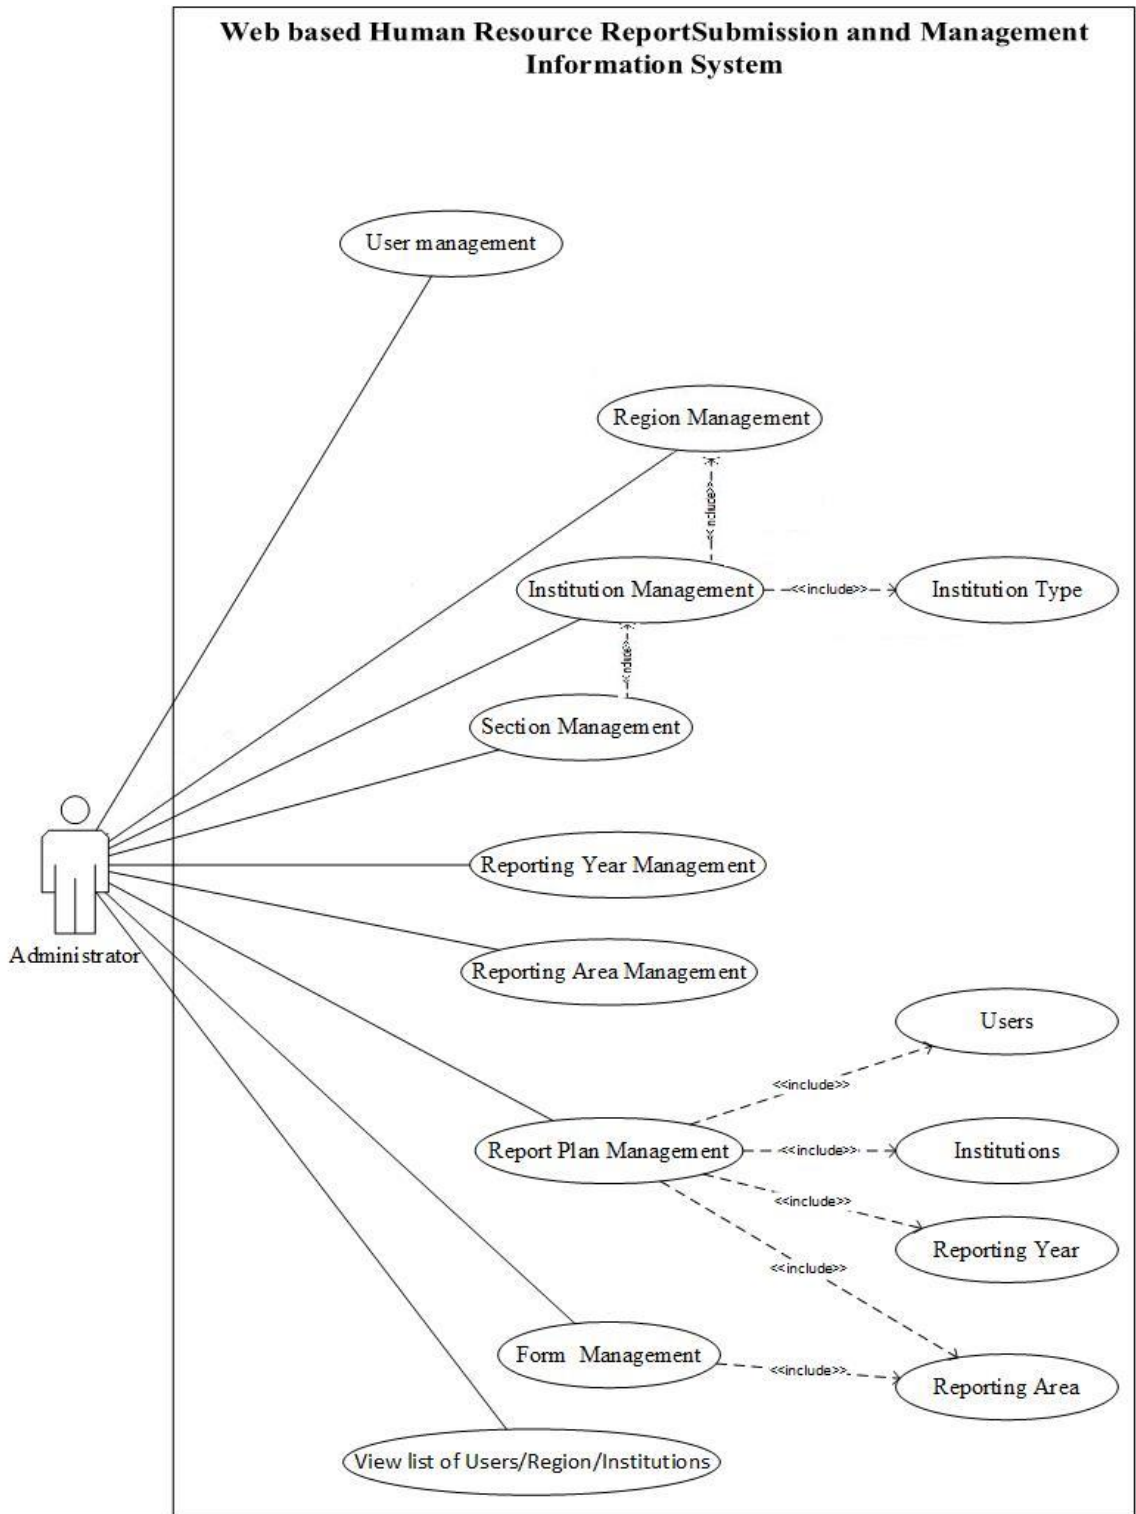 Web based Human Resource ReportSubmission annd Management
Information System
User management
Region Management
<<include>>
Institution Management
<<include>>
Institution Type
<<include>>
Section Management
Reporting Year Management
Administrator
Reporting Area Management
Users
<<include>>
Report Plan Management
<<include>>
Institutions
<<include>>
Reporting Year
<<include>>
Form Management
<<include>>
Reporting Area
View list of Users/Region/Institutions